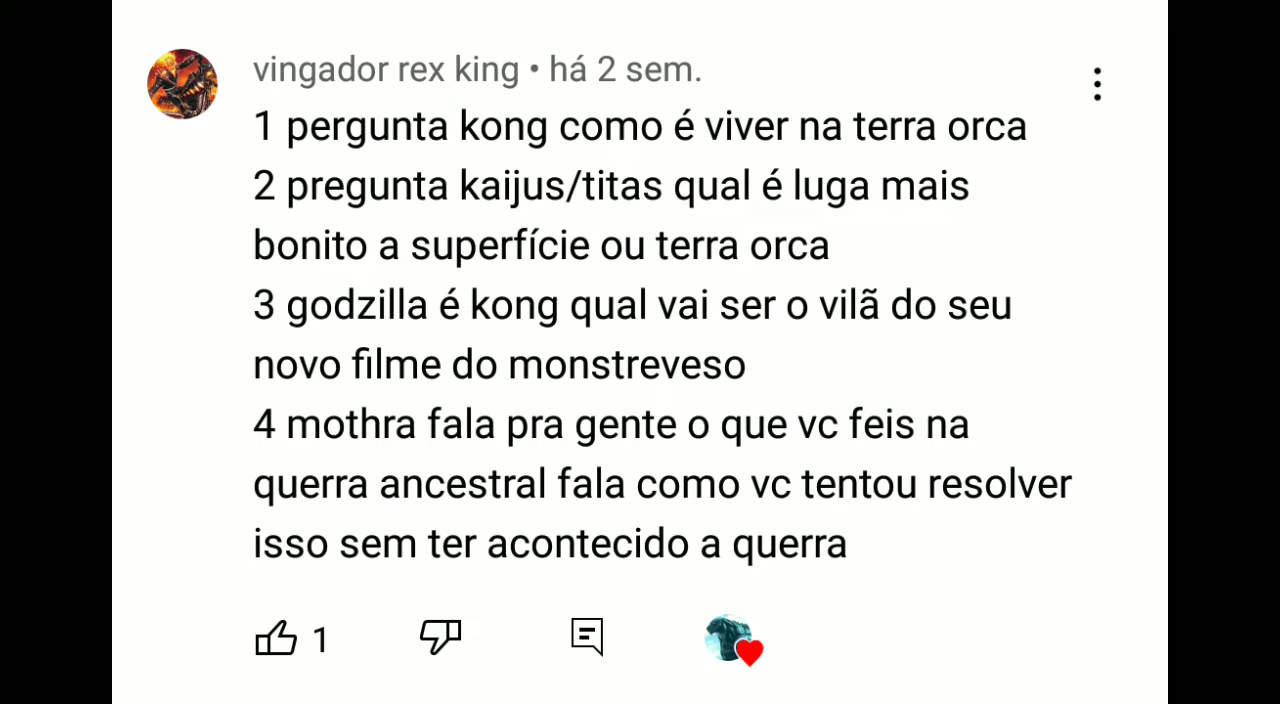 vingador rex king • há 2 sem.
1 pergunta kong como é viver na terra orca
2 pregunta kaijus/titas qual é luga mais
bonito a superfície ou terra orca
3 godzilla é kong qual vai ser o vilã do seu
novo filme do monstreveso
4 mothra fala pra gente o que vc feis na
querra ancestral fala como vc tentou resolver
isso sem ter acontecido a querra
1